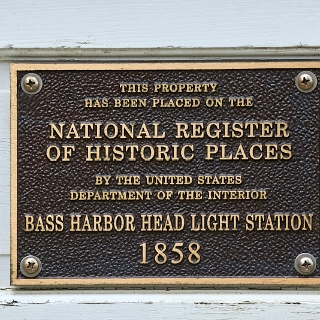 THIS PROPERTY
HAS BEEN PLACED ON THE
NATIONAL REGISTER
OF HISTORIC PLACES
BY THE UNITED STATES
DEPARTMENT OF THE INTERIOR
BASS HARBOR HEAD LIGHT STATION
1858